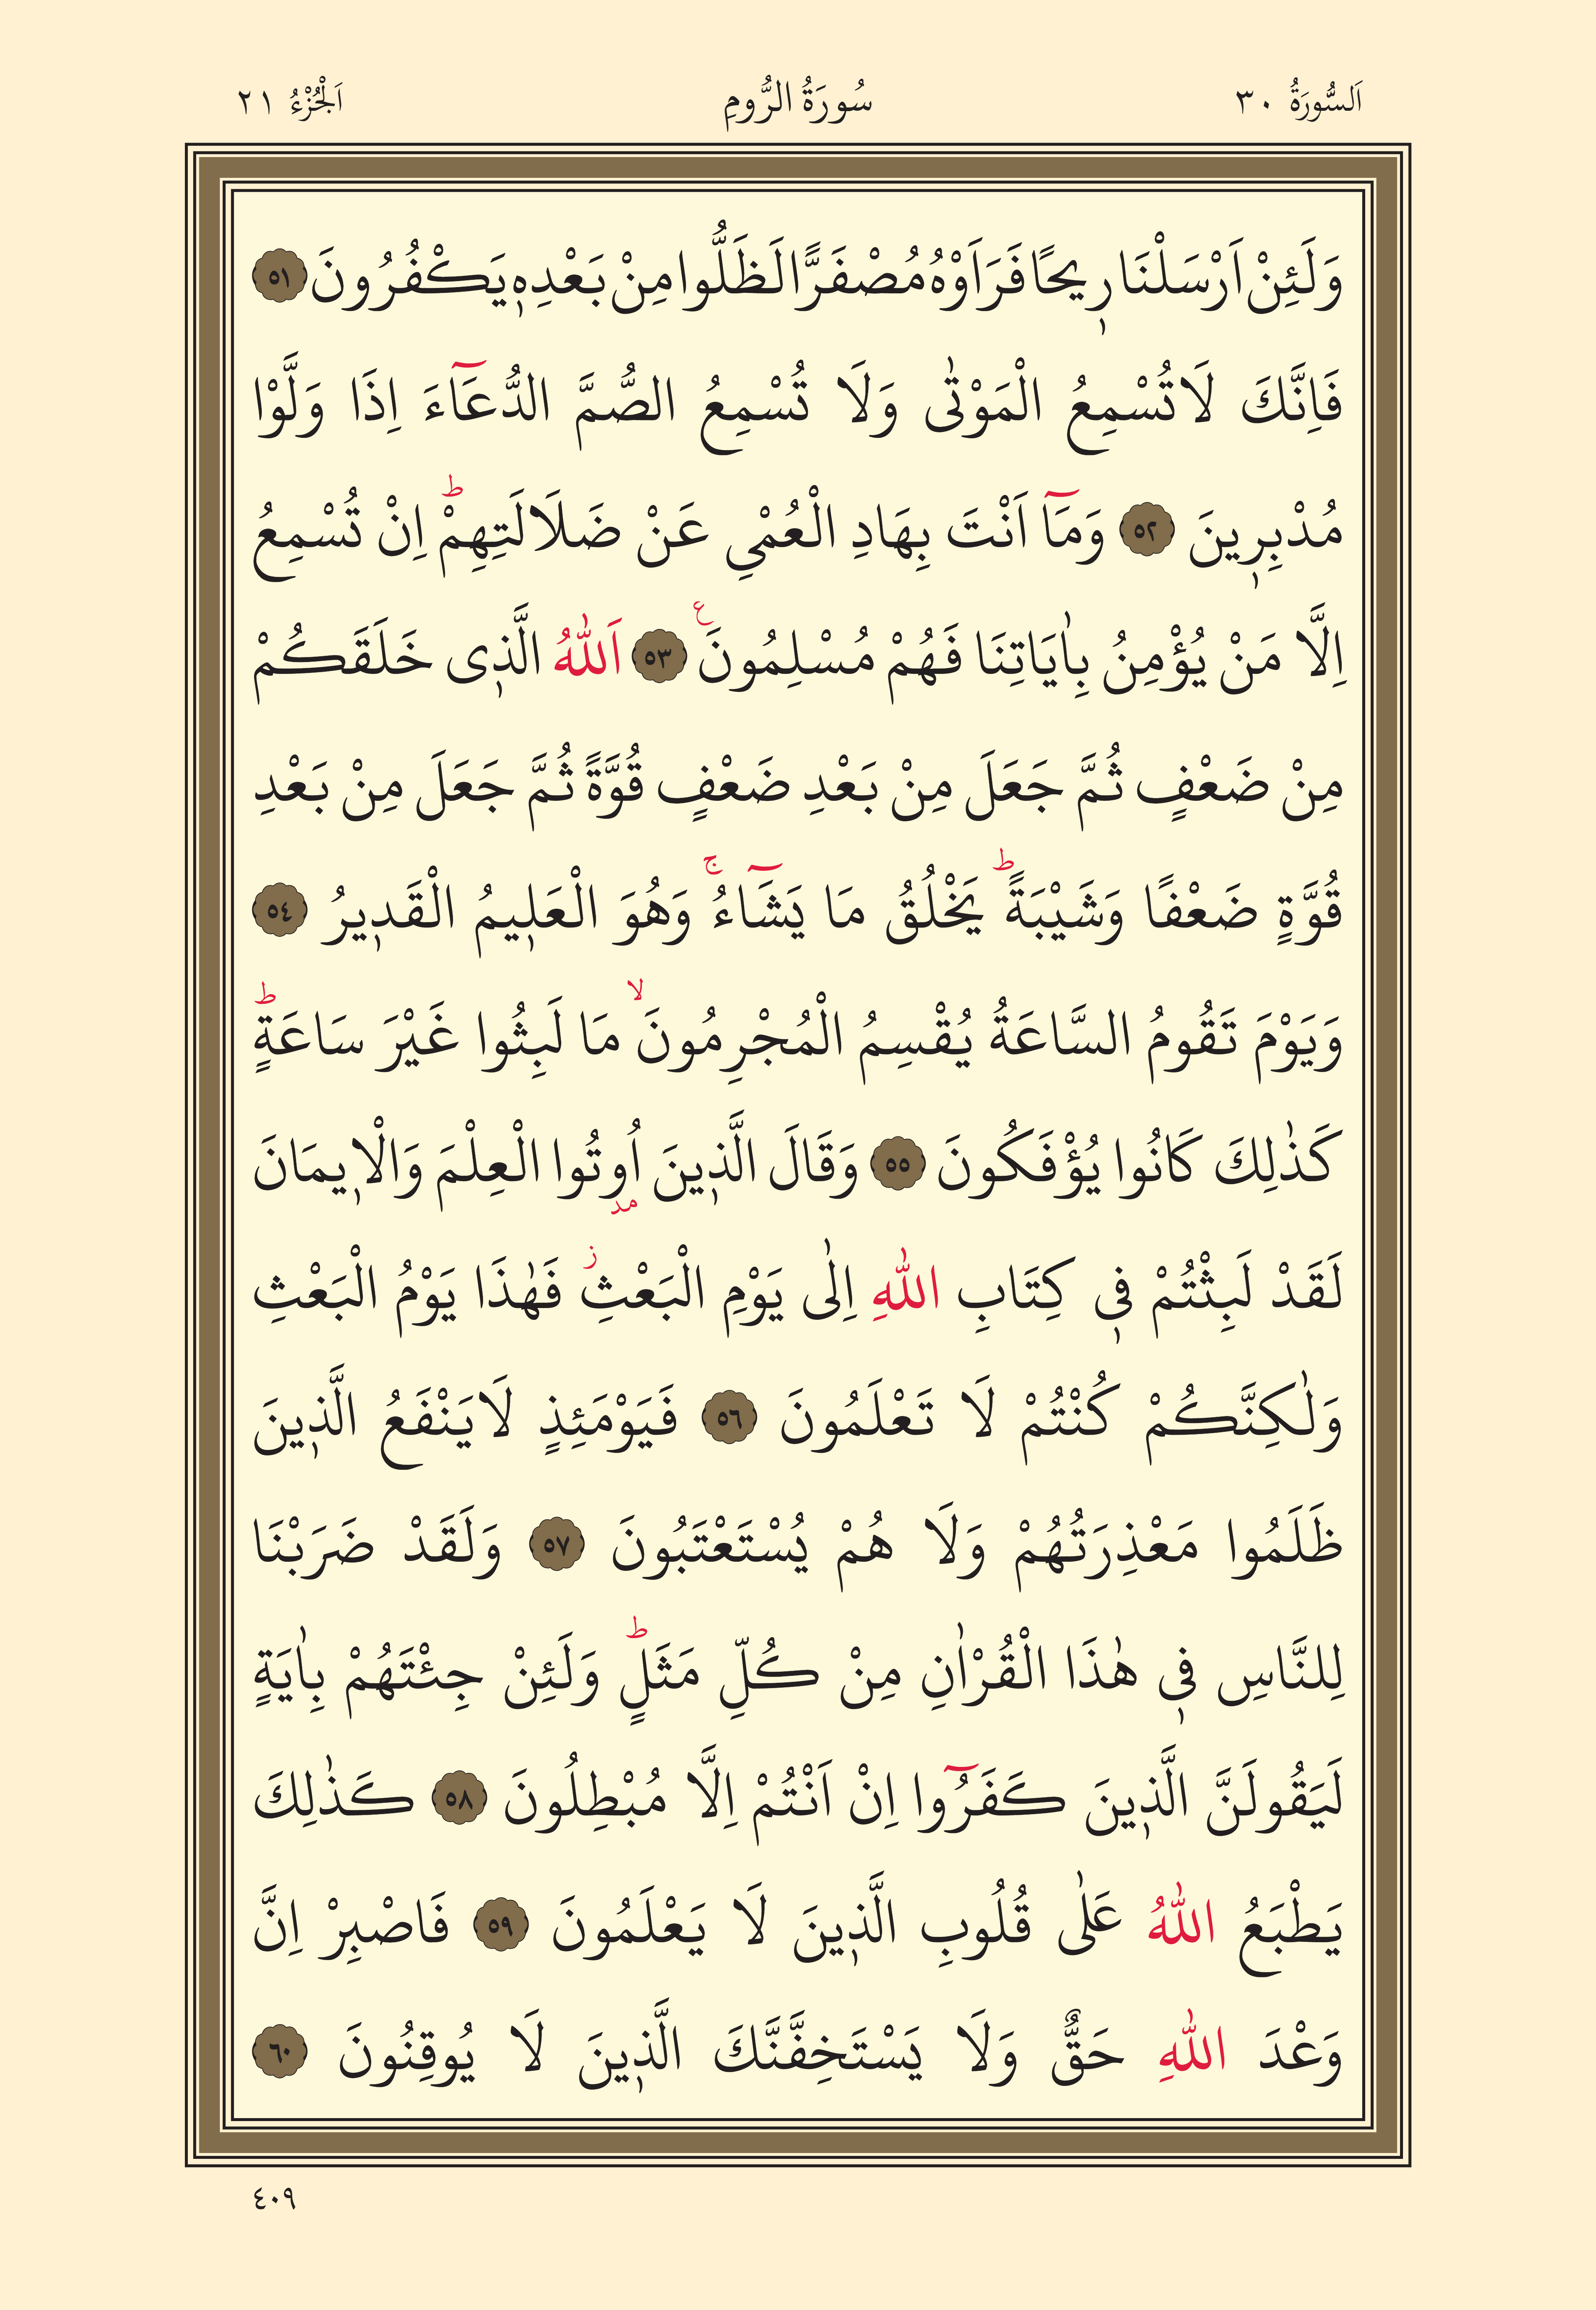 اَلسُّورَةُ ٣٠
سُورَةُ الرُّومِ
اَلْجُزْءُ ٢١
وَلَئِنْ اَرْسَلْنَا ر۪يحًا فَرَاَوْهُ مُصْفَرًّا لَظَلُّوا مِنْ بَعْدِه۪ يَكْفُرُونَ ٥١
فَاِنَّكَ لَا تُسْمِعُ الْمَوْتٰى وَلَا تُسْمِعُ الصُّمَّ الدُّعَٓاءَ اِذَا وَلَّوْا
مُدْبِر۪ينَ ٥٢ وَمَٓا اَنْتَ بِهَادِ الْعُمْيِ عَنْ ضَلَالَتِهِمْۜ اِنْ تُسْمِعُ
اِلَّا مَنْ يُؤْمِنُ بِاٰيَاتِنَا فَهُمْ مُسْلِمُونَ ع ٥٣ اَللّٰهُ الَّذ۪ى خَلَقَكُمْ
مِنْ ضَعْفٍ ثُمَّ جَعَلَ مِنْ بَعْدِ ضَعْفٍ قُوَّةً ثُمَّ جَعَلَ مِنْ بَعْدِ
قُوَّةٍ ضَعْفًا وَشَيْبَةًۜ يَخْلُقُ مَا يَشَٓاءُۚ وَهُوَ الْعَل۪يمُ الْقَد۪يرُ ٥٤
وَيَوْمَ تَقُومُ السَّاعَةُ يُقْسِمُ الْمُجْرِمُونَۙ مَا لَبِثُوا غَيْرَ سَاعَةٍۜ
كَذٰلِكَ كَانُوا يُؤْفَكُونَ ٥٥ وَقَالَ الَّذ۪ينَ اُو۫تُوا الْعِلْمَ وَالْا۪يمَانَ
لَقَدْ لَبِثْتُمْ ف۪ى كِتَابِ اللّٰهِ اِلٰى يَوْمِ الْبَعْثِۘ فَهٰذَا يَوْمُ الْبَعْثِ
وَلٰكِنَّكُمْ كُنْتُمْ لَا تَعْلَمُونَ ٥٦ فَيَوْمَئِذٍ لَا يَنْفَعُ الَّذ۪ينَ
ظَلَمُوا مَعْذِرَتُهُمْ وَلَا هُمْ يُسْتَعْتَبُونَ ٥٧ وَلَقَدْ ضَرَبْنَا
لِلنَّاسِ ف۪ى هٰذَا الْقُرْاٰنِ مِنْ كُلِّ مَثَلٍۜ وَلَئِنْ جِئْتَهُمْ بِاٰيَةٍ
لَيَقُولَنَّ الَّذ۪ينَ كَفَرُٓوا اِنْ اَنْتُمْ اِلَّا مُبْطِلُونَ ٥٨ كَذٰلِكَ
يَطْبَعُ اللّٰهُ عَلٰى قُلُوبِ الَّذ۪ينَ لَا يَعْلَمُونَ ٥٩ فَاصْبِرْ اِنَّ
وَعْدَ اللّٰهِ حَقٌّ وَلَا يَسْتَخِفَّنَّكَ الَّذ۪ينَ لَا يُوقِنُونَ ٦٠
٤٠٩